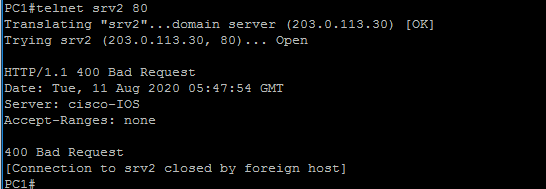 PC1#telnet srv2 80
Translating "srv2"...domain server (203.0.113.30) [OK]
Trying srv2 (203.0.113.30, 80)... Open
HTTP/1.1 400 Bad Request
Date: Tue, 11 Aug 2020 05:47:54 GMT
Server: cisco-IOS
Accept-Ranges: none
400 Bad Request
[Connection to srv2 closed by foreign host]
PC1#